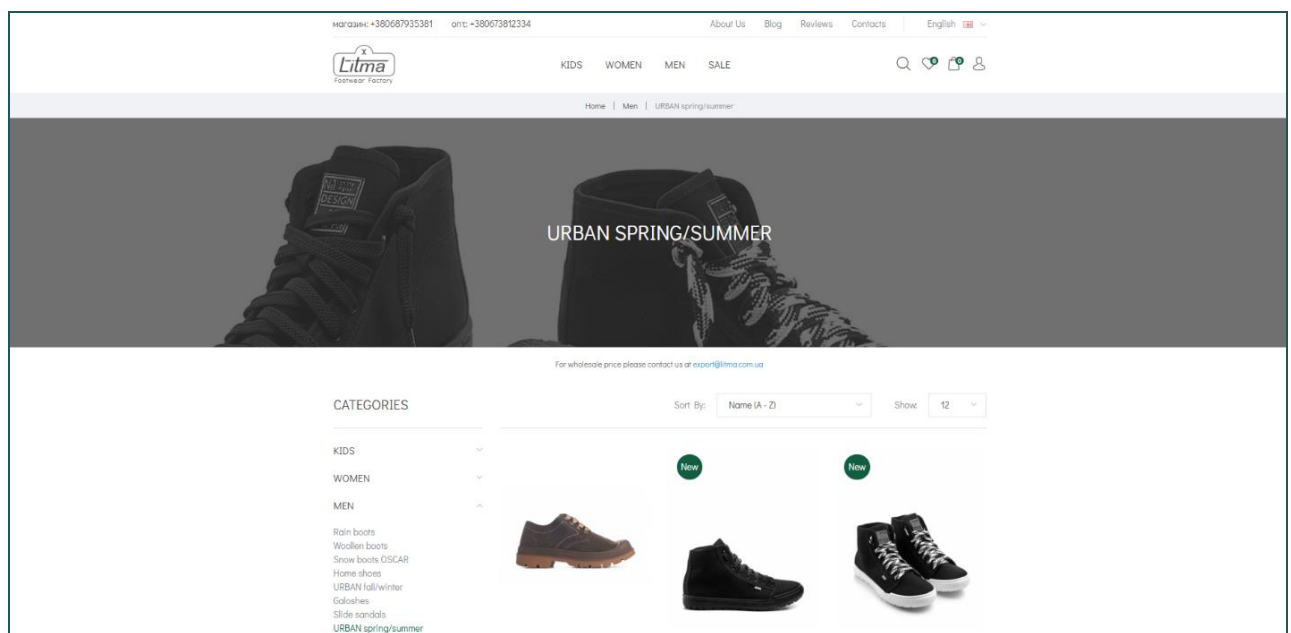 магазин: +380687935381 опт: +380673812334 About Us Blog Reviews Contacts English
Litma
Footwear Factory
KIDS WOMEN MEN SALE 0 0
Home | Men | URBAN spring/summer
DESIGN
URBAN SPRING/SUMMER
For wholesale price please contact us at export@litma.com.ua
CATEGORIES Sort By: Name (A - Z) Show: 12
KIDS
New New
WOMEN
MEN
Rain boots
Woollen boots
Snow boots OSCAR
Home shoes
URBAN fall/winter
Galoshes
Slide sandals
URBAN spring/summer